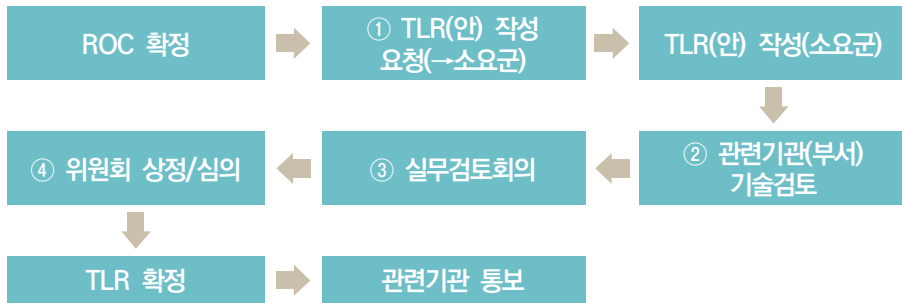 ROC 확정
① TLR(안) 작성
요청(→소요군)
TLR(안) 작성(소요군)
② 관련기관(부서)
기술검토
③ 실무검토회의
④ 위원회 상정/심의
TLR 확정
관련기관 통보